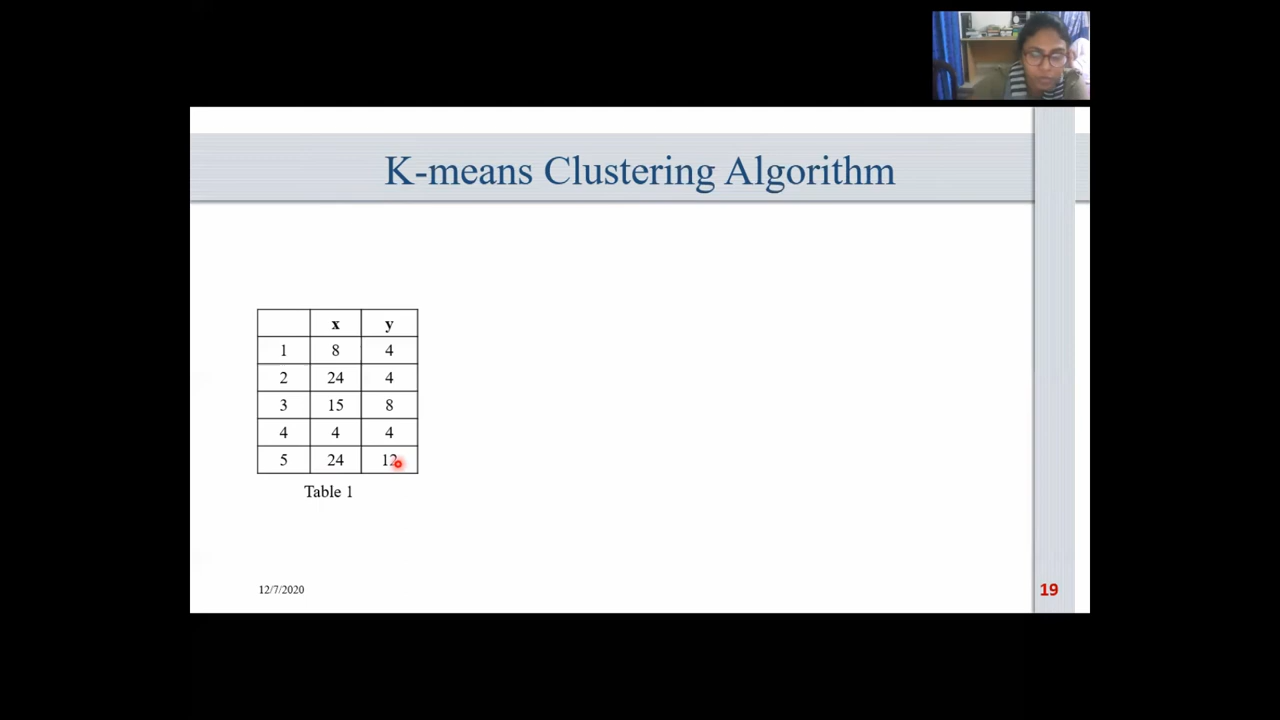 K-means Clustering Algorithm
x y
1 8 4
2 24 4
3 15 8
4 4 4
5 24 12
Table 1
12/7/2020
19